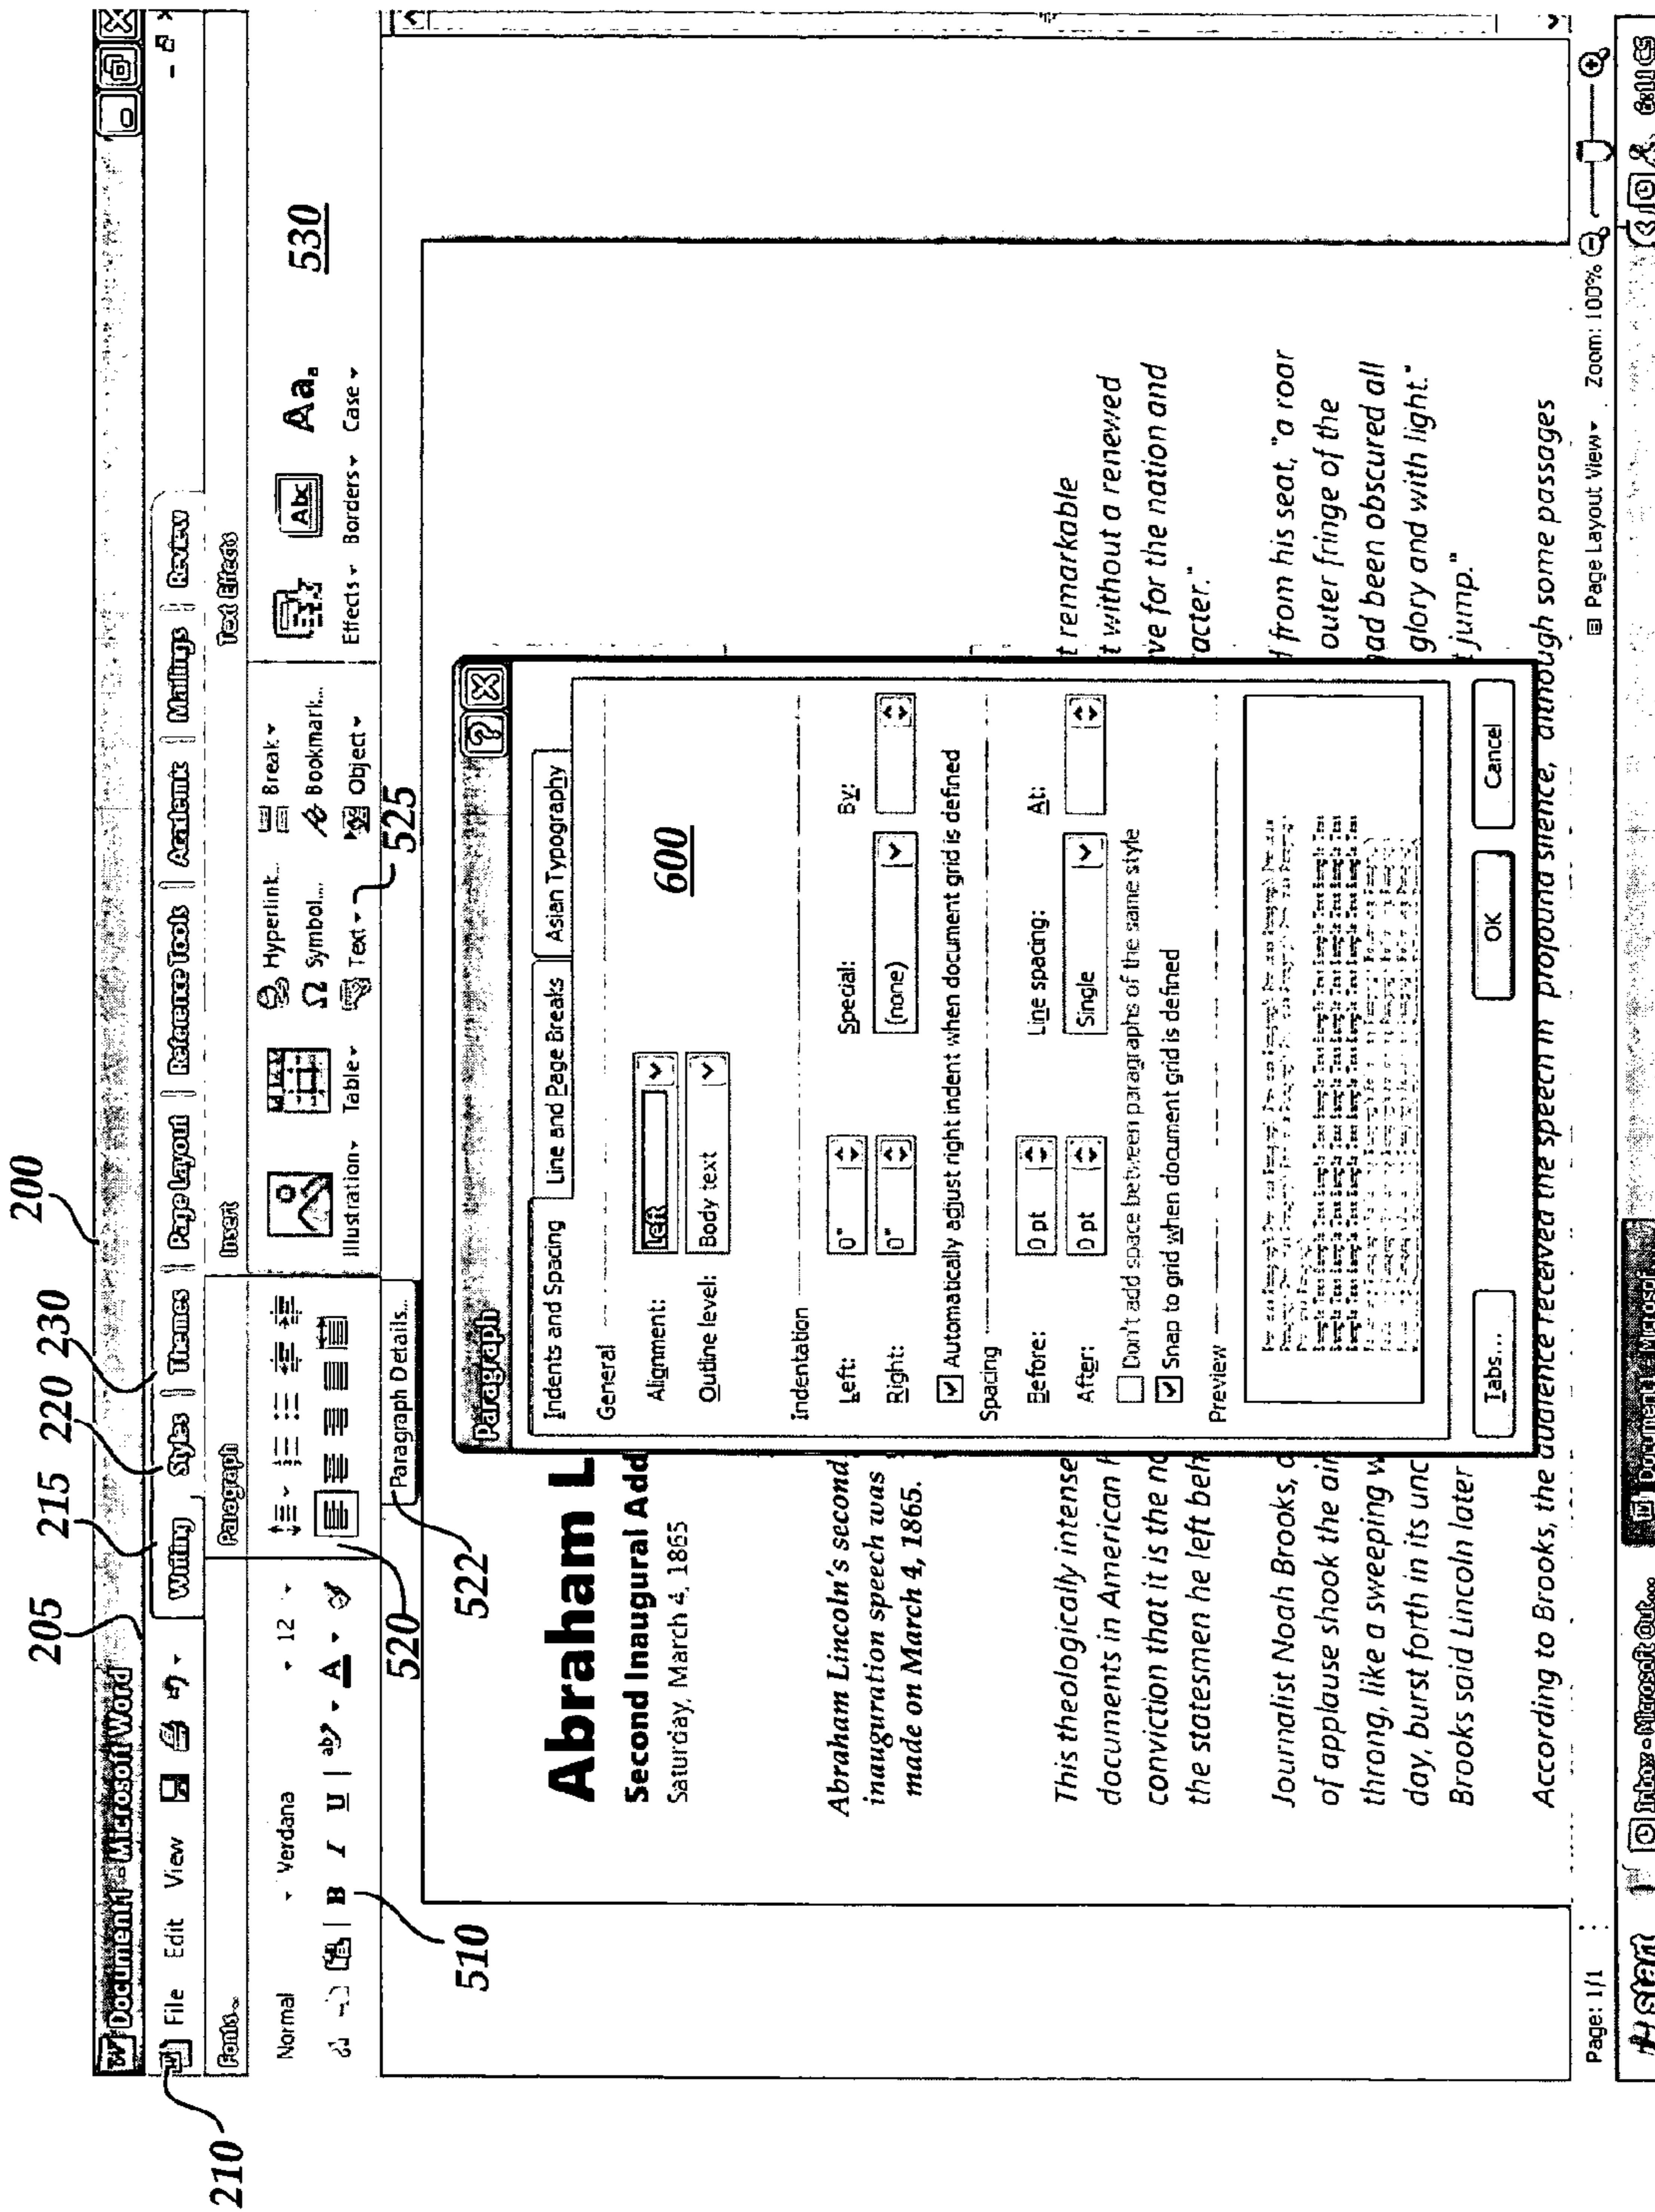 200
205 215 220 230
210
Document1 - Microsoft Word
File Edit View
Writing | Styles | Themes | Page Layout | Reference Tools | Academic | Mailings | Review
Fonts... Paragraph Insert Text Effects
Normal Verdana 12
B I U ab A
Illustration Table
Hyperlink... Break
Ω Symbol... Bookmark...
Text Object
Abc Aa
Effects Borders Case
530
Paragraph Details...
510 520 522 525
Abraham L
Second Inaugural Add
Saturday, March 4, 1865
Abraham Lincoln's second
inauguration speech was
made on March 4, 1865.
This theologically intense t remarkable
documents in American t without a renewed
conviction that it is the no ve for the nation and
the statesmen he left beh acter."
Journalist Noah Brooks, from his seat, "a roar
of applause shook the air outer fringe of the
throng, like a sweeping w ad been obscured all
day, burst forth in its unc glory and with light."
Brooks said Lincoln later t jump."
According to Brooks, the audience received the speech in profound silence, although some passages
Paragraph ? X
Indents and Spacing Line and Page Breaks Asian Typography
General
600
Alignment: Left
Outline level: Body text
Indentation
Left: 0" Special: By:
Right: 0" (none)
Automatically adjust right indent when document grid is defined
Spacing
Before: 0 pt Line spacing: At:
After: 0 pt Single
Don't add space between paragraphs of the same style
Snap to grid when document grid is defined
Preview
Tabs... OK Cancel
Page: 1/1 Page Layout View Zoom: 100%
start Inbox - Microsoft Out... Document1 - Microsof...